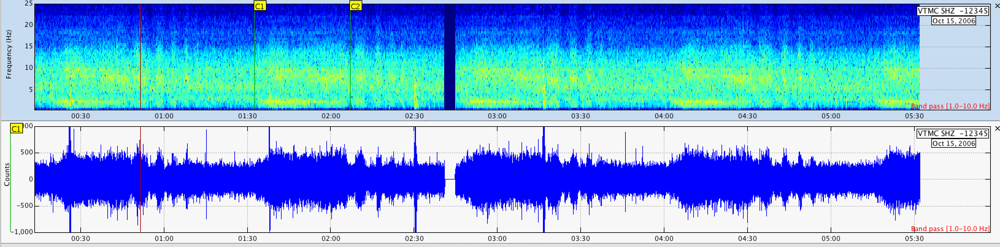 25
C1
C2
VTMC SHZ -12345
Oct 15, 2006
20
15
10
5
Frequency (Hz)
Band pass [1.0-10.0 Hz]
00:30 01:00 01:30 02:00 02:30 03:00 03:30 04:00 04:30 05:00 05:30
C1
000
VTMC SHZ -12345
Oct 15, 2006
500
0
-500
-1,000
Counts
Band pass [1.0-10.0 Hz]
00:30 01:00 01:30 02:00 02:30 03:00 03:30 04:00 04:30 05:00 05:30